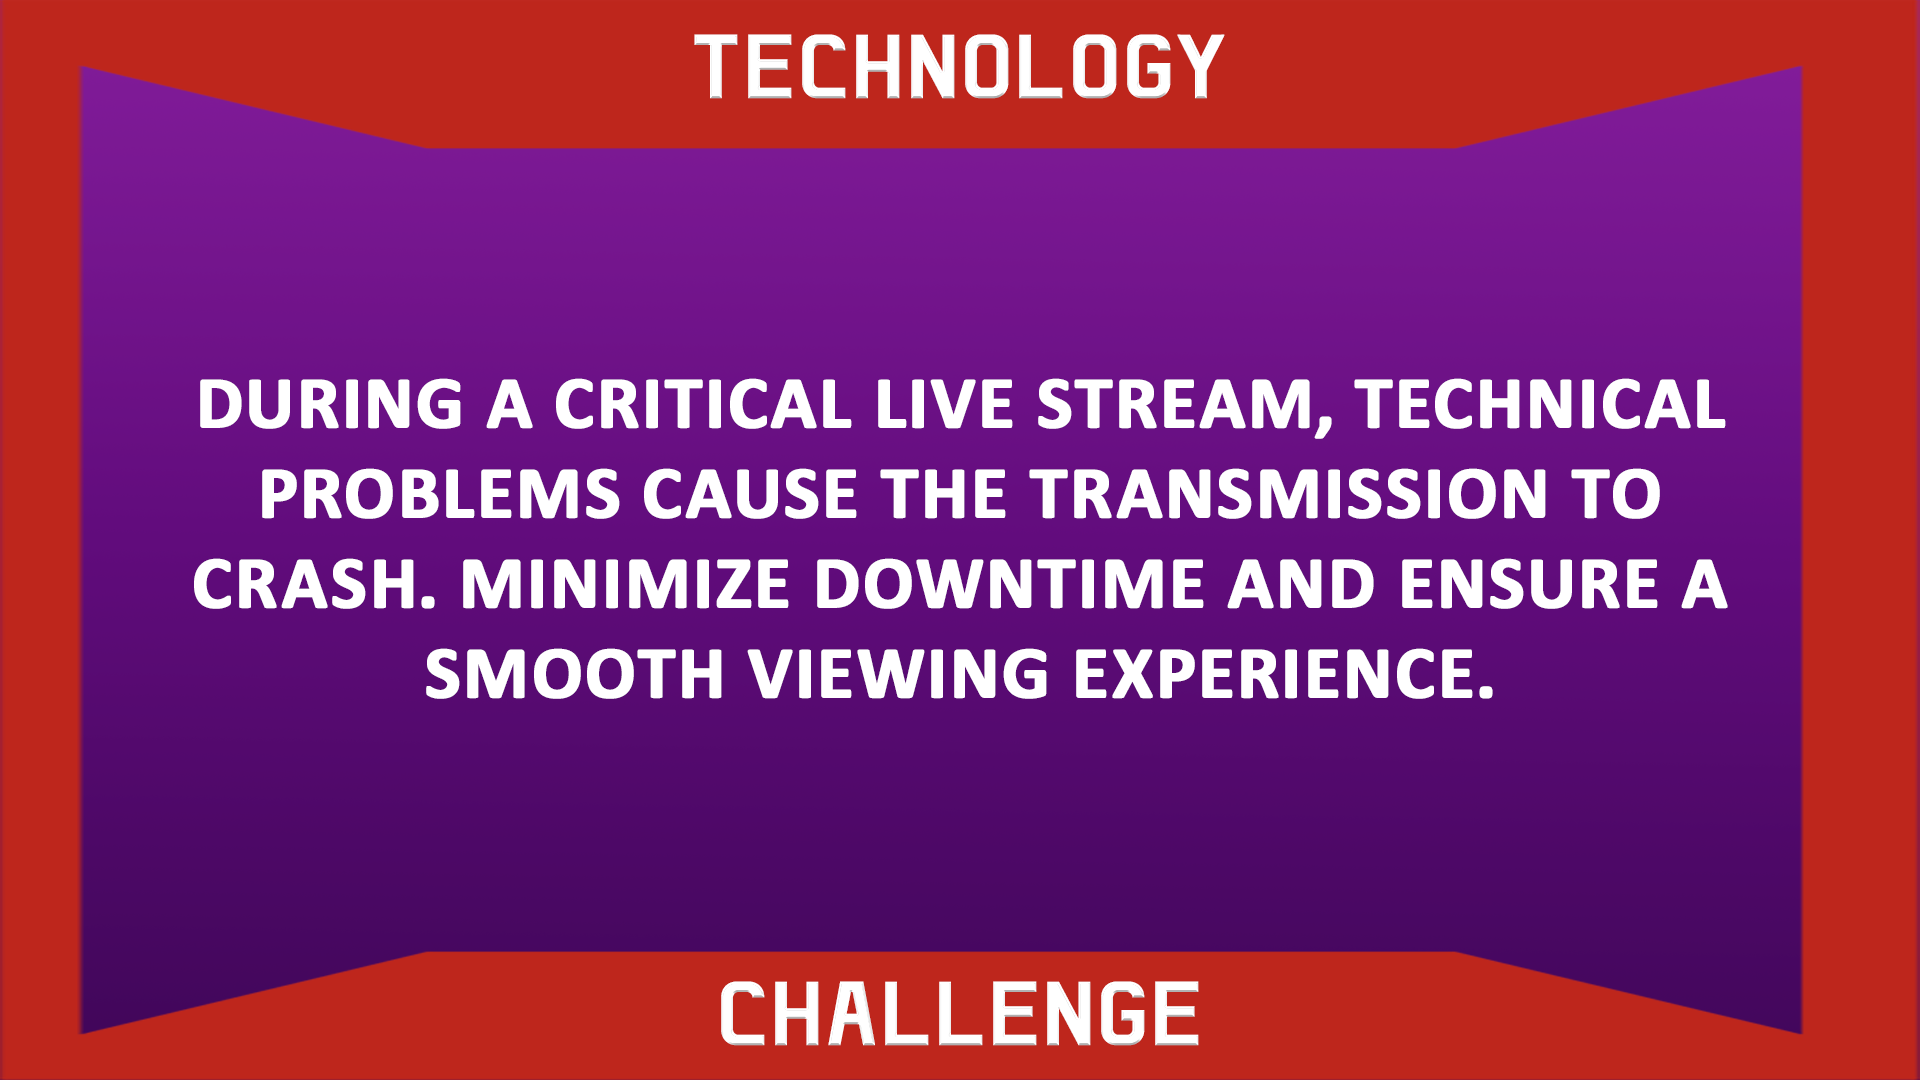 TECHNOLOGY
DURING A CRITICAL LIVE STREAM, TECHNICAL
PROBLEMS CAUSE THE TRANSMISSION TO
CRASH. MINIMIZE DOWNTIME AND ENSURE A
SMOOTH VIEWING EXPERIENCE.
CHALLENGE